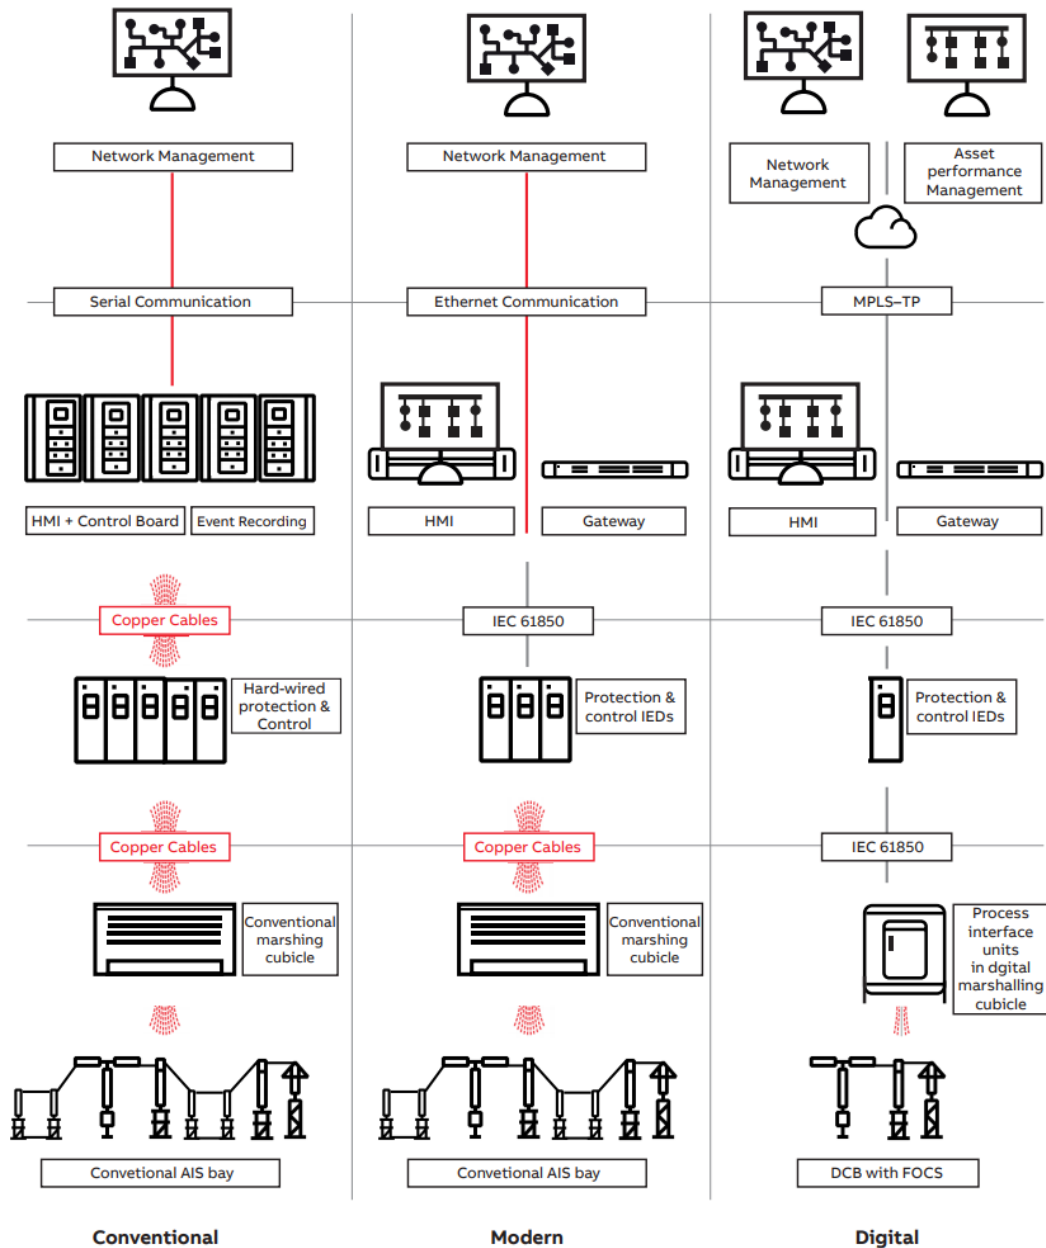 Network Management
Network Management
Network
Management
Asset
performance
Management
Serial Communication
Ethernet Communication
MPLS–TP
HMI + Control Board
Event Recording
HMI
Gateway
HMI
Gateway
Copper Cables
IEC 61850
IEC 61850
Hard-wired
protection &
Control
Protection &
control IEDs
Protection &
control IEDs
Copper Cables
Copper Cables
IEC 61850
Conventional
marshing
cubicle
Conventional
marshing
cubicle
Process
interface
units
in dgital
marshalling
cubicle
Convetional AIS bay
Convetional AIS bay
DCB with FOCS
Conventional
Modern
Digital